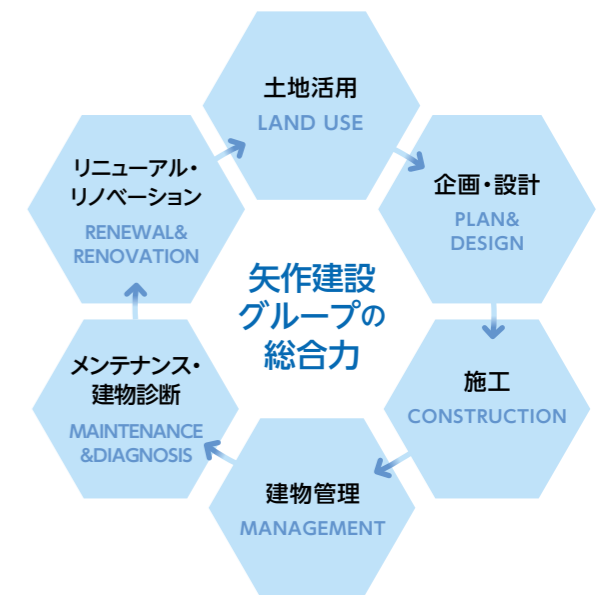 土地活用
LAND USE
企画・設計
PLAN&
DESIGN
施工
CONSTRUCTION
建物管理
MANAGEMENT
メンテナンス・
建物診断
MAINTENANCE
&DIAGNOSIS
リニューアル・
リノベーション
RENEWAL&
RENOVATION
矢作建設
グループの
総合力